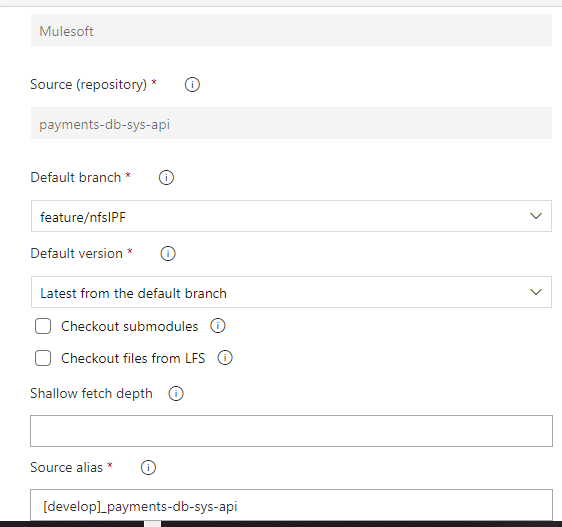 Mulesoft
Source (repository) *
payments-db-sys-api
Default branch *
feature/nfsIPF
Default version *
Latest from the default branch
Checkout submodules
Checkout files from LFS
Shallow fetch depth
Source alias *
[develop]_payments-db-sys-api